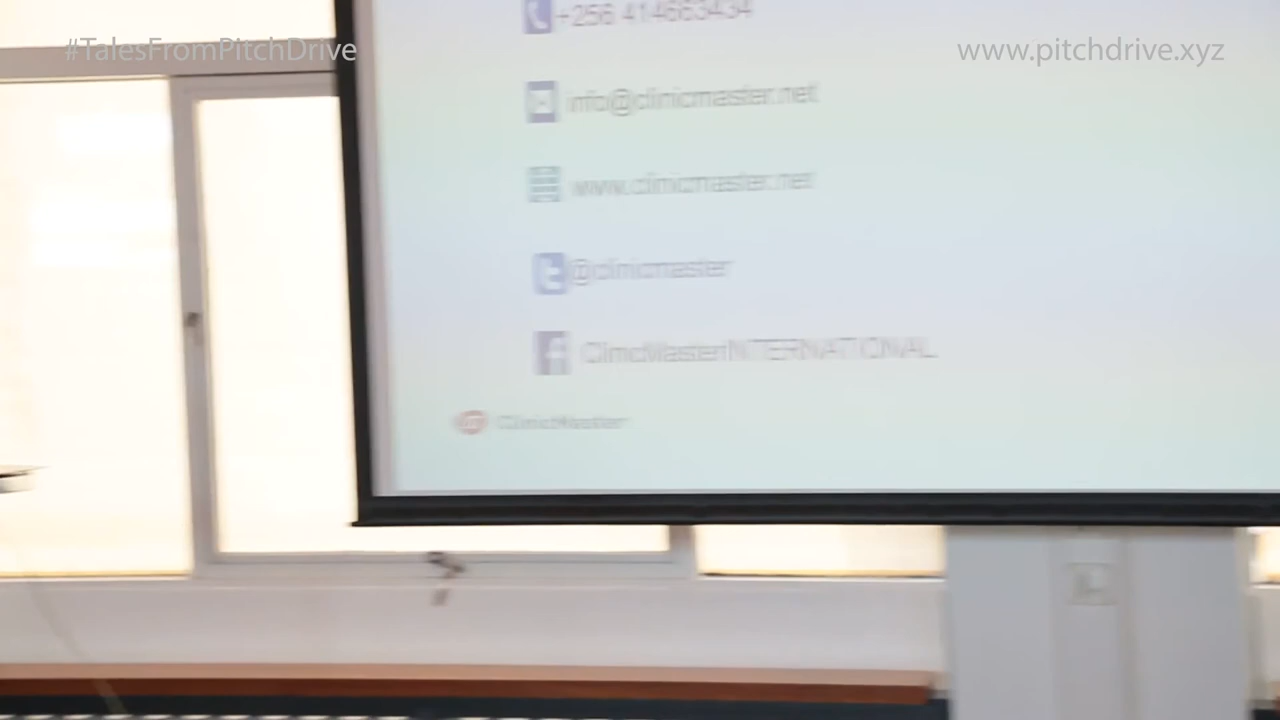 #TalesFromPitchDrive
www.pitchdrive.xyz
+256 414663434
info@clinicmaster.net
www.clinicmaster.net
@clinicmaster
ClinicMasterINTERNATIONAL
ClinicMaster